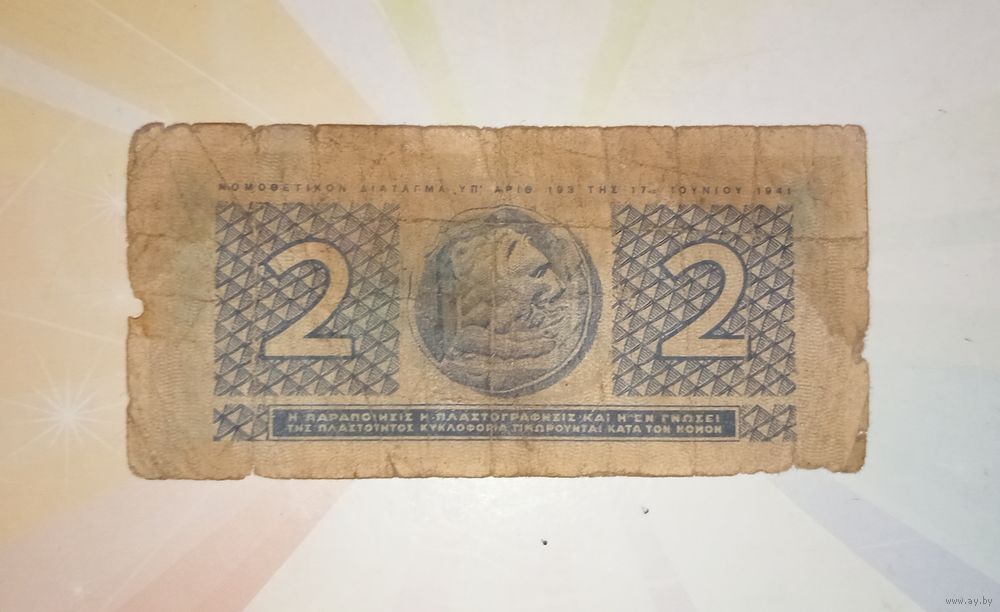 ΝΟΜΟΘΕΤΙΚΟΝ ΔΙΑΤΑΓΜΑ ΥΠ' ΑΡΙΘ 193 ΤΗΣ 17ης ΙΟΥΝΙΟΥ 1941
2 2
Η ΠΑΡΑΠΟΙΗΣΙΣ Η ΠΛΑΣΤΟΓΡΑΦΗΣΙΣ ΚΑΙ Η ΕΝ ΓΝΩΣΕΙ
ΤΗΣ ΠΛΑΣΤΟΤΗΤΟΣ ΚΥΚΛΟΦΟΡΙΑ ΤΙΜΩΡΟΥΝΤΑΙ ΚΑΤΑ ΤΟΝ ΝΟΜΟΝ
www.ay.by